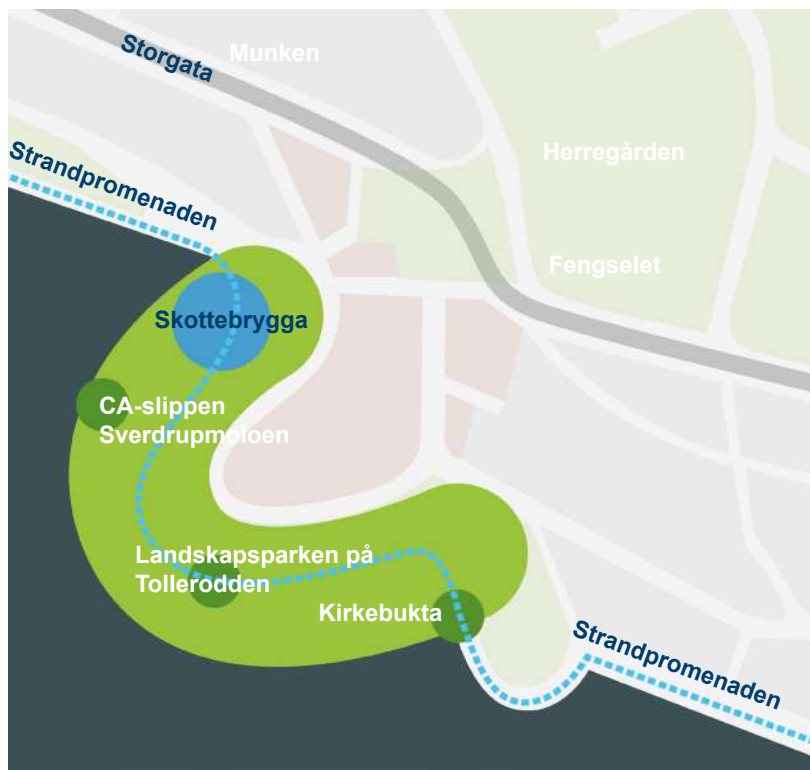 Munken
Storgata
Herregården
Strandpromenaden
Fengselet
Skottebrygga
CA-slippen
Sverdrupmoloen
Landskapsparken på
Tollerodden
Kirkebukta
Strandpromenaden